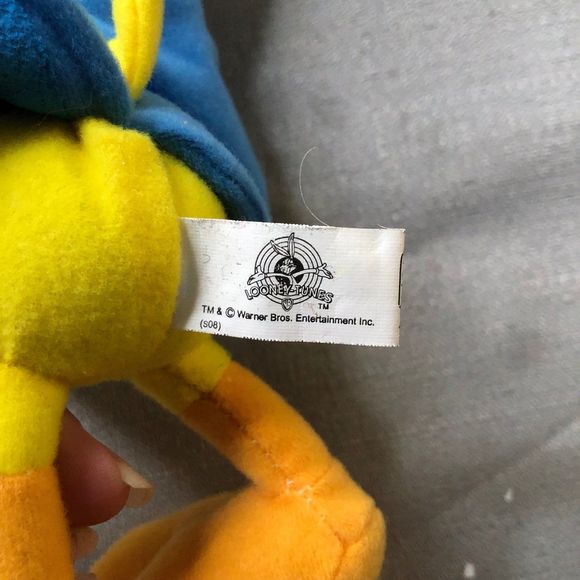 LOONEY TUNES
TM
TM & © Warner Bros. Entertainment Inc.
(S08)